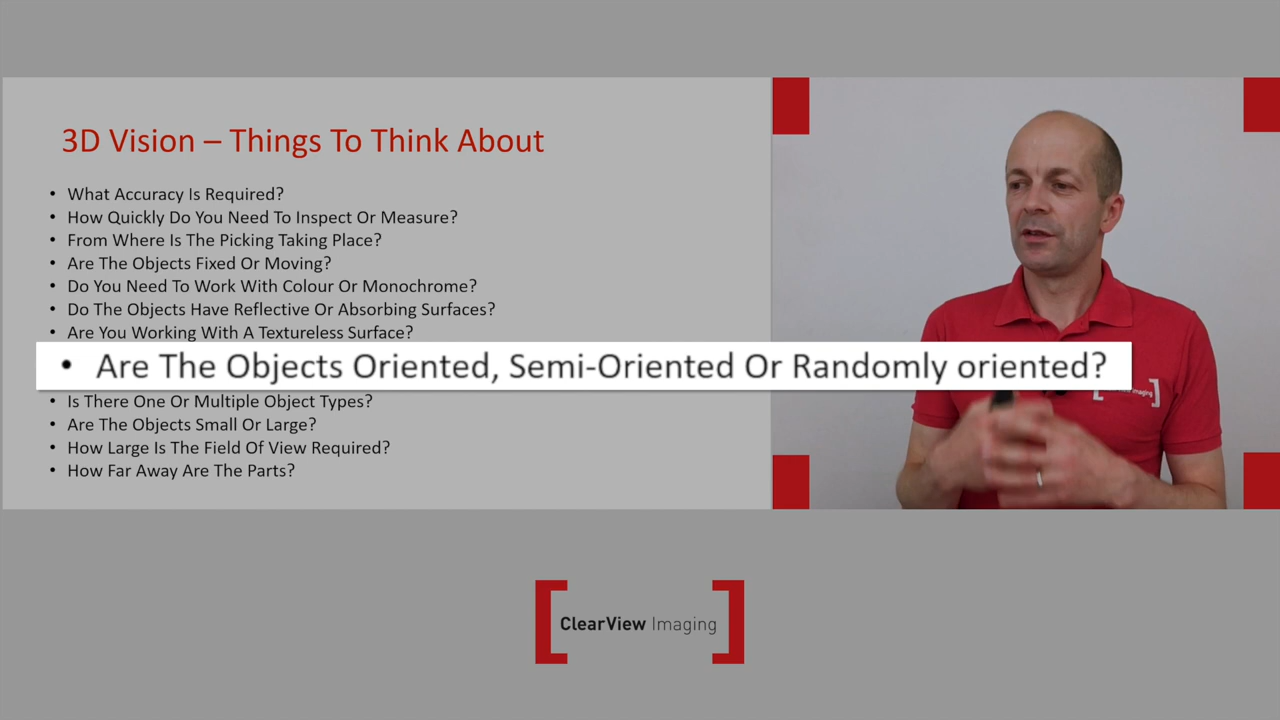 3D Vision – Things To Think About
• What Accuracy Is Required?
• How Quickly Do You Need To Inspect Or Measure?
• From Where Is The Picking Taking Place?
• Are The Objects Fixed Or Moving?
• Do You Need To Work With Colour Or Monochrome?
• Do The Objects Have Reflective Or Absorbing Surfaces?
• Are You Working With A Textureless Surface?
• Are The Objects Oriented, Semi-Oriented Or Randomly oriented?
• Is There One Or Multiple Object Types?
• Are The Objects Small Or Large?
• How Large Is The Field Of View Required?
• How Far Away Are The Parts?
ClearView Imaging